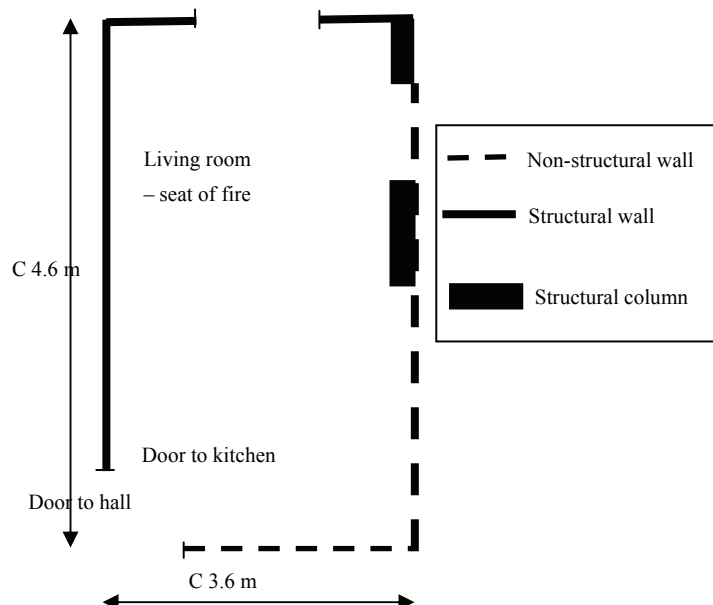 Living room
– seat of fire
C 4.6 m
Door to kitchen
Door to hall
C 3.6 m
Non-structural wall
Structural wall
Structural column